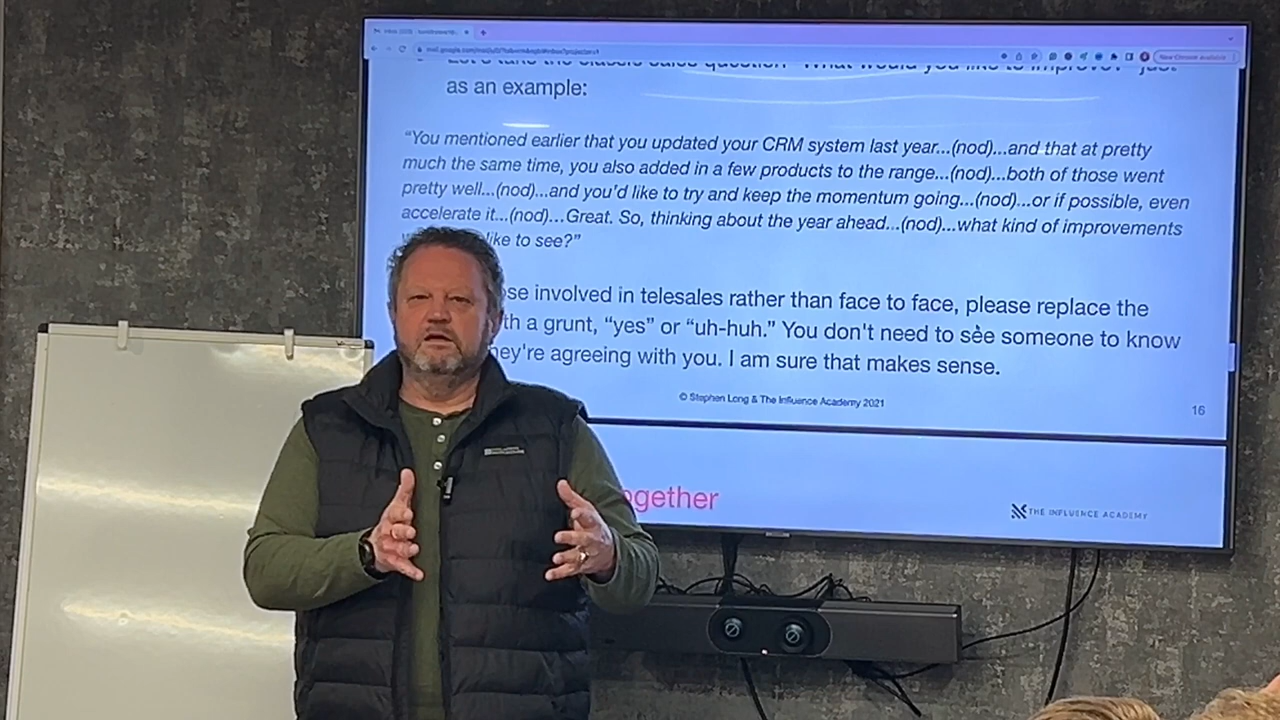 as an example:
“You mentioned earlier that you updated your CRM system last year...(nod)...and that at pretty
much the same time, you also added in a few products to the range...(nod)...both of those went
pretty well...(nod)...and you’d like to try and keep the momentum going...(nod)...or if possible, even
accelerate it...(nod)...Great. So, thinking about the year ahead...(nod)...what kind of improvements
like to see?”
involved in telesales rather than face to face, please replace the
a grunt, “yes” or “uh-huh.” You don't need to see someone to know
they're agreeing with you. I am sure that makes sense.
© Stephen Long & The Influence Academy 2021
16
ogether
THE INFLUENCE ACADEMY
New Chrome available